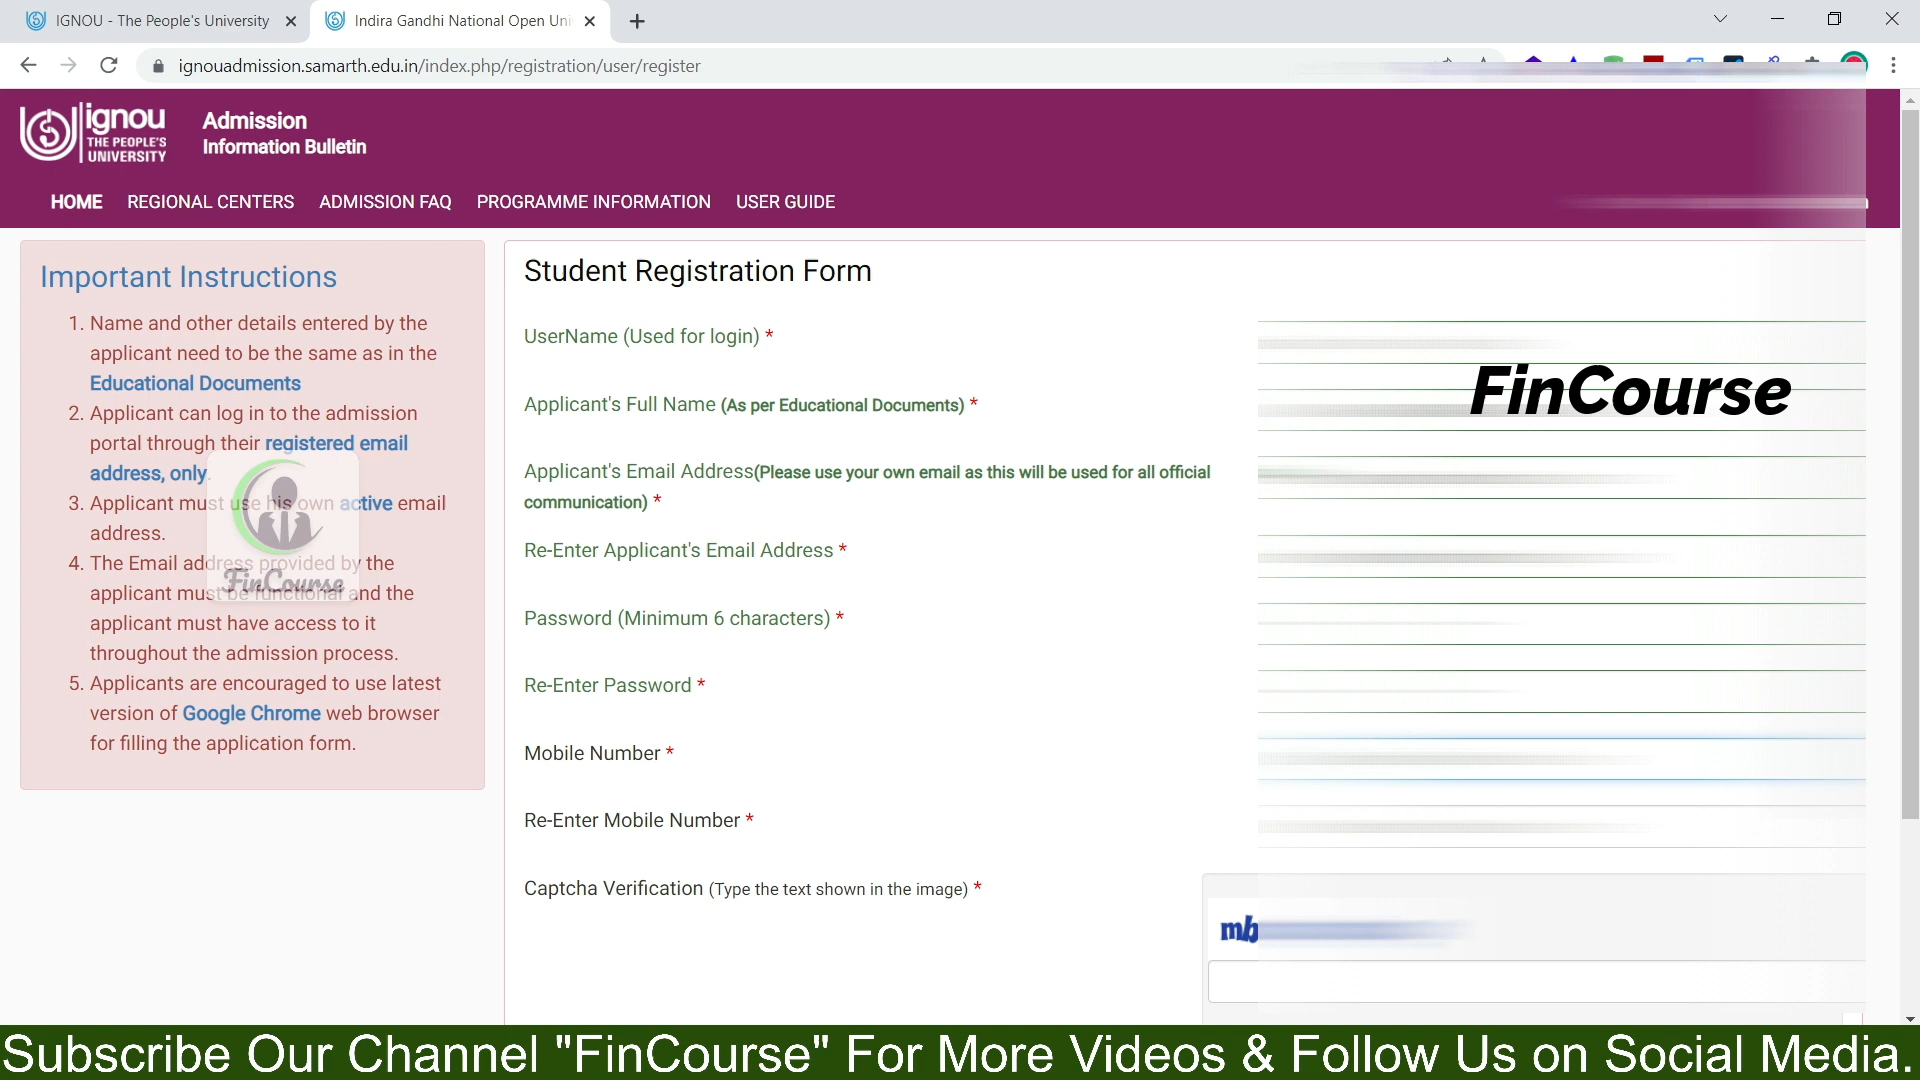 IGNOU - The People's University
Indira Gandhi National Open Uni
ignouadmission.samarth.edu.in/index.php/registration/user/register
ignou
THE PEOPLE'S
UNIVERSITY
Admission
Information Bulletin
HOME REGIONAL CENTERS ADMISSION FAQ PROGRAMME INFORMATION USER GUIDE
Important Instructions
1. Name and other details entered by the
applicant need to be the same as in the
Educational Documents
2. Applicant can log in to the admission
portal through their registered email
address, only.
3. Applicant must use his own active email
address.
4. The Email address provided by the
applicant must be functional and the
applicant must have access to it
throughout the admission process.
5. Applicants are encouraged to use latest
version of Google Chrome web browser
for filling the application form.
FinCourse
Student Registration Form
UserName (Used for login) *
Applicant's Full Name (As per Educational Documents) *
Applicant's Email Address(Please use your own email as this will be used for all official
communication) *
Re-Enter Applicant's Email Address *
Password (Minimum 6 characters) *
Re-Enter Password *
Mobile Number *
Re-Enter Mobile Number *
Captcha Verification (Type the text shown in the image) *
FinCourse
mb
Subscribe Our Channel "FinCourse" For More Videos & Follow Us on Social Media.